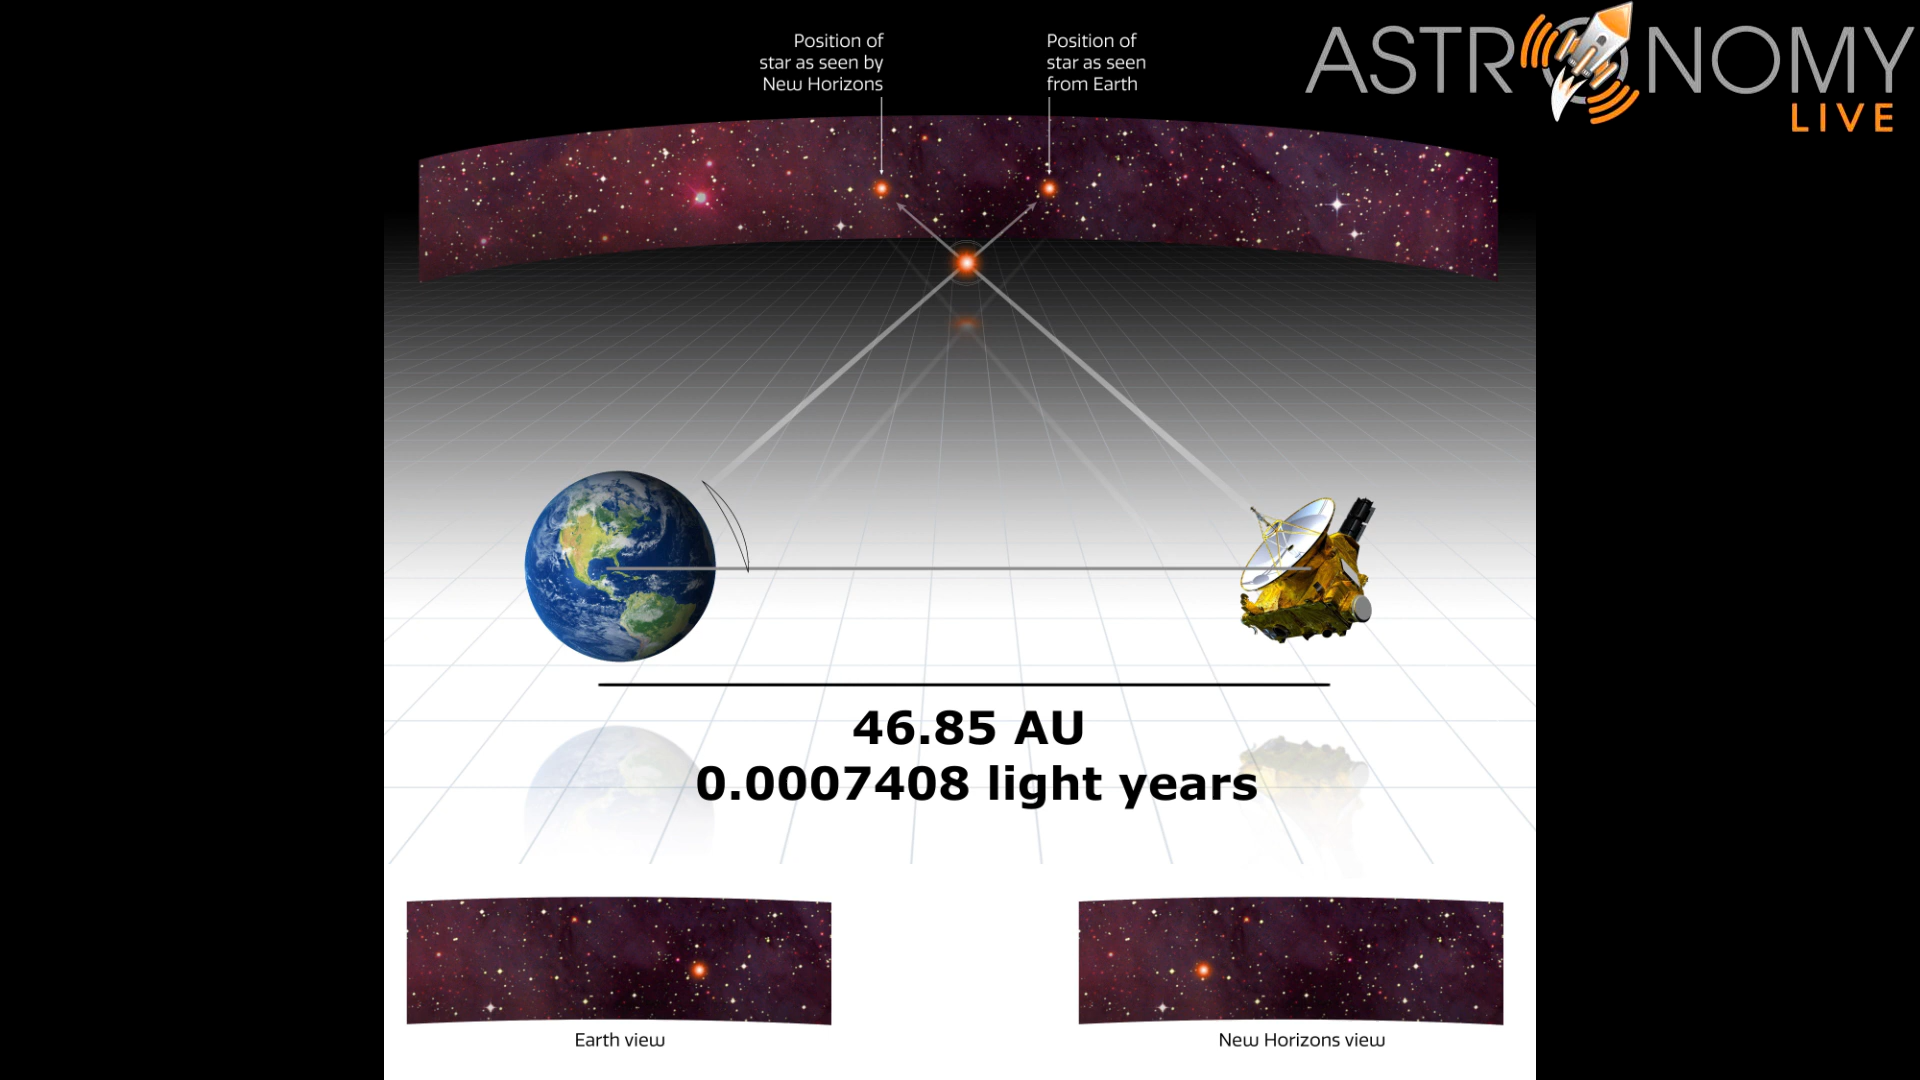 Position of
star as seen by
New Horizons
Position of
star as seen
from Earth
ASTRONOMY
LIVE
46.85 AU
0.0007408 light years
Earth view
New Horizons view